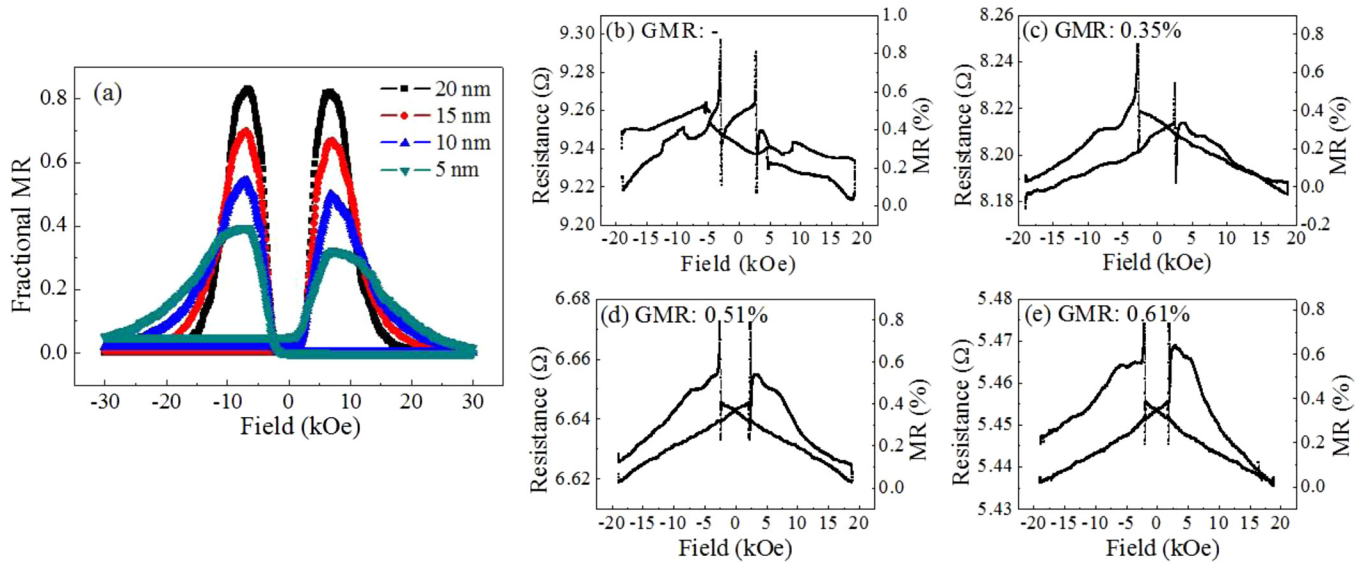 (a)
20 nm
15 nm
10 nm
5 nm
Fractional MR
0.8
0.6
0.4
0.2
0.0
-30 -20 -10 0 10 20 30
Field (kOe)
(b) GMR: -
Resistance (Ω)
9.30
9.28
9.26
9.24
9.22
9.20
1.0
0.8
0.6
0.4
0.2
0.0
MR (%)
-20 -15 -10 -5 0 5 10 15 20
Field (kOe)
(c) GMR: 0.35%
Resistance (Ω)
8.26
8.24
8.22
8.20
8.18
0.8
0.6
0.4
0.2
0.0
-0.2
MR (%)
-20 -15 -10 -5 0 5 10 15 20
Field (kOe)
(d) GMR: 0.51%
Resistance (Ω)
6.68
6.66
6.64
6.62
0.8
0.6
0.4
0.2
0.0
MR (%)
-20 -15 -10 -5 0 5 10 15 20
Field (kOe)
(e) GMR: 0.61%
Resistance (Ω)
5.48
5.47
5.46
5.45
5.44
5.43
0.8
0.6
0.4
0.2
0.0
MR (%)
-20 -15 -10 -5 0 5 10 15 20
Field (kOe)